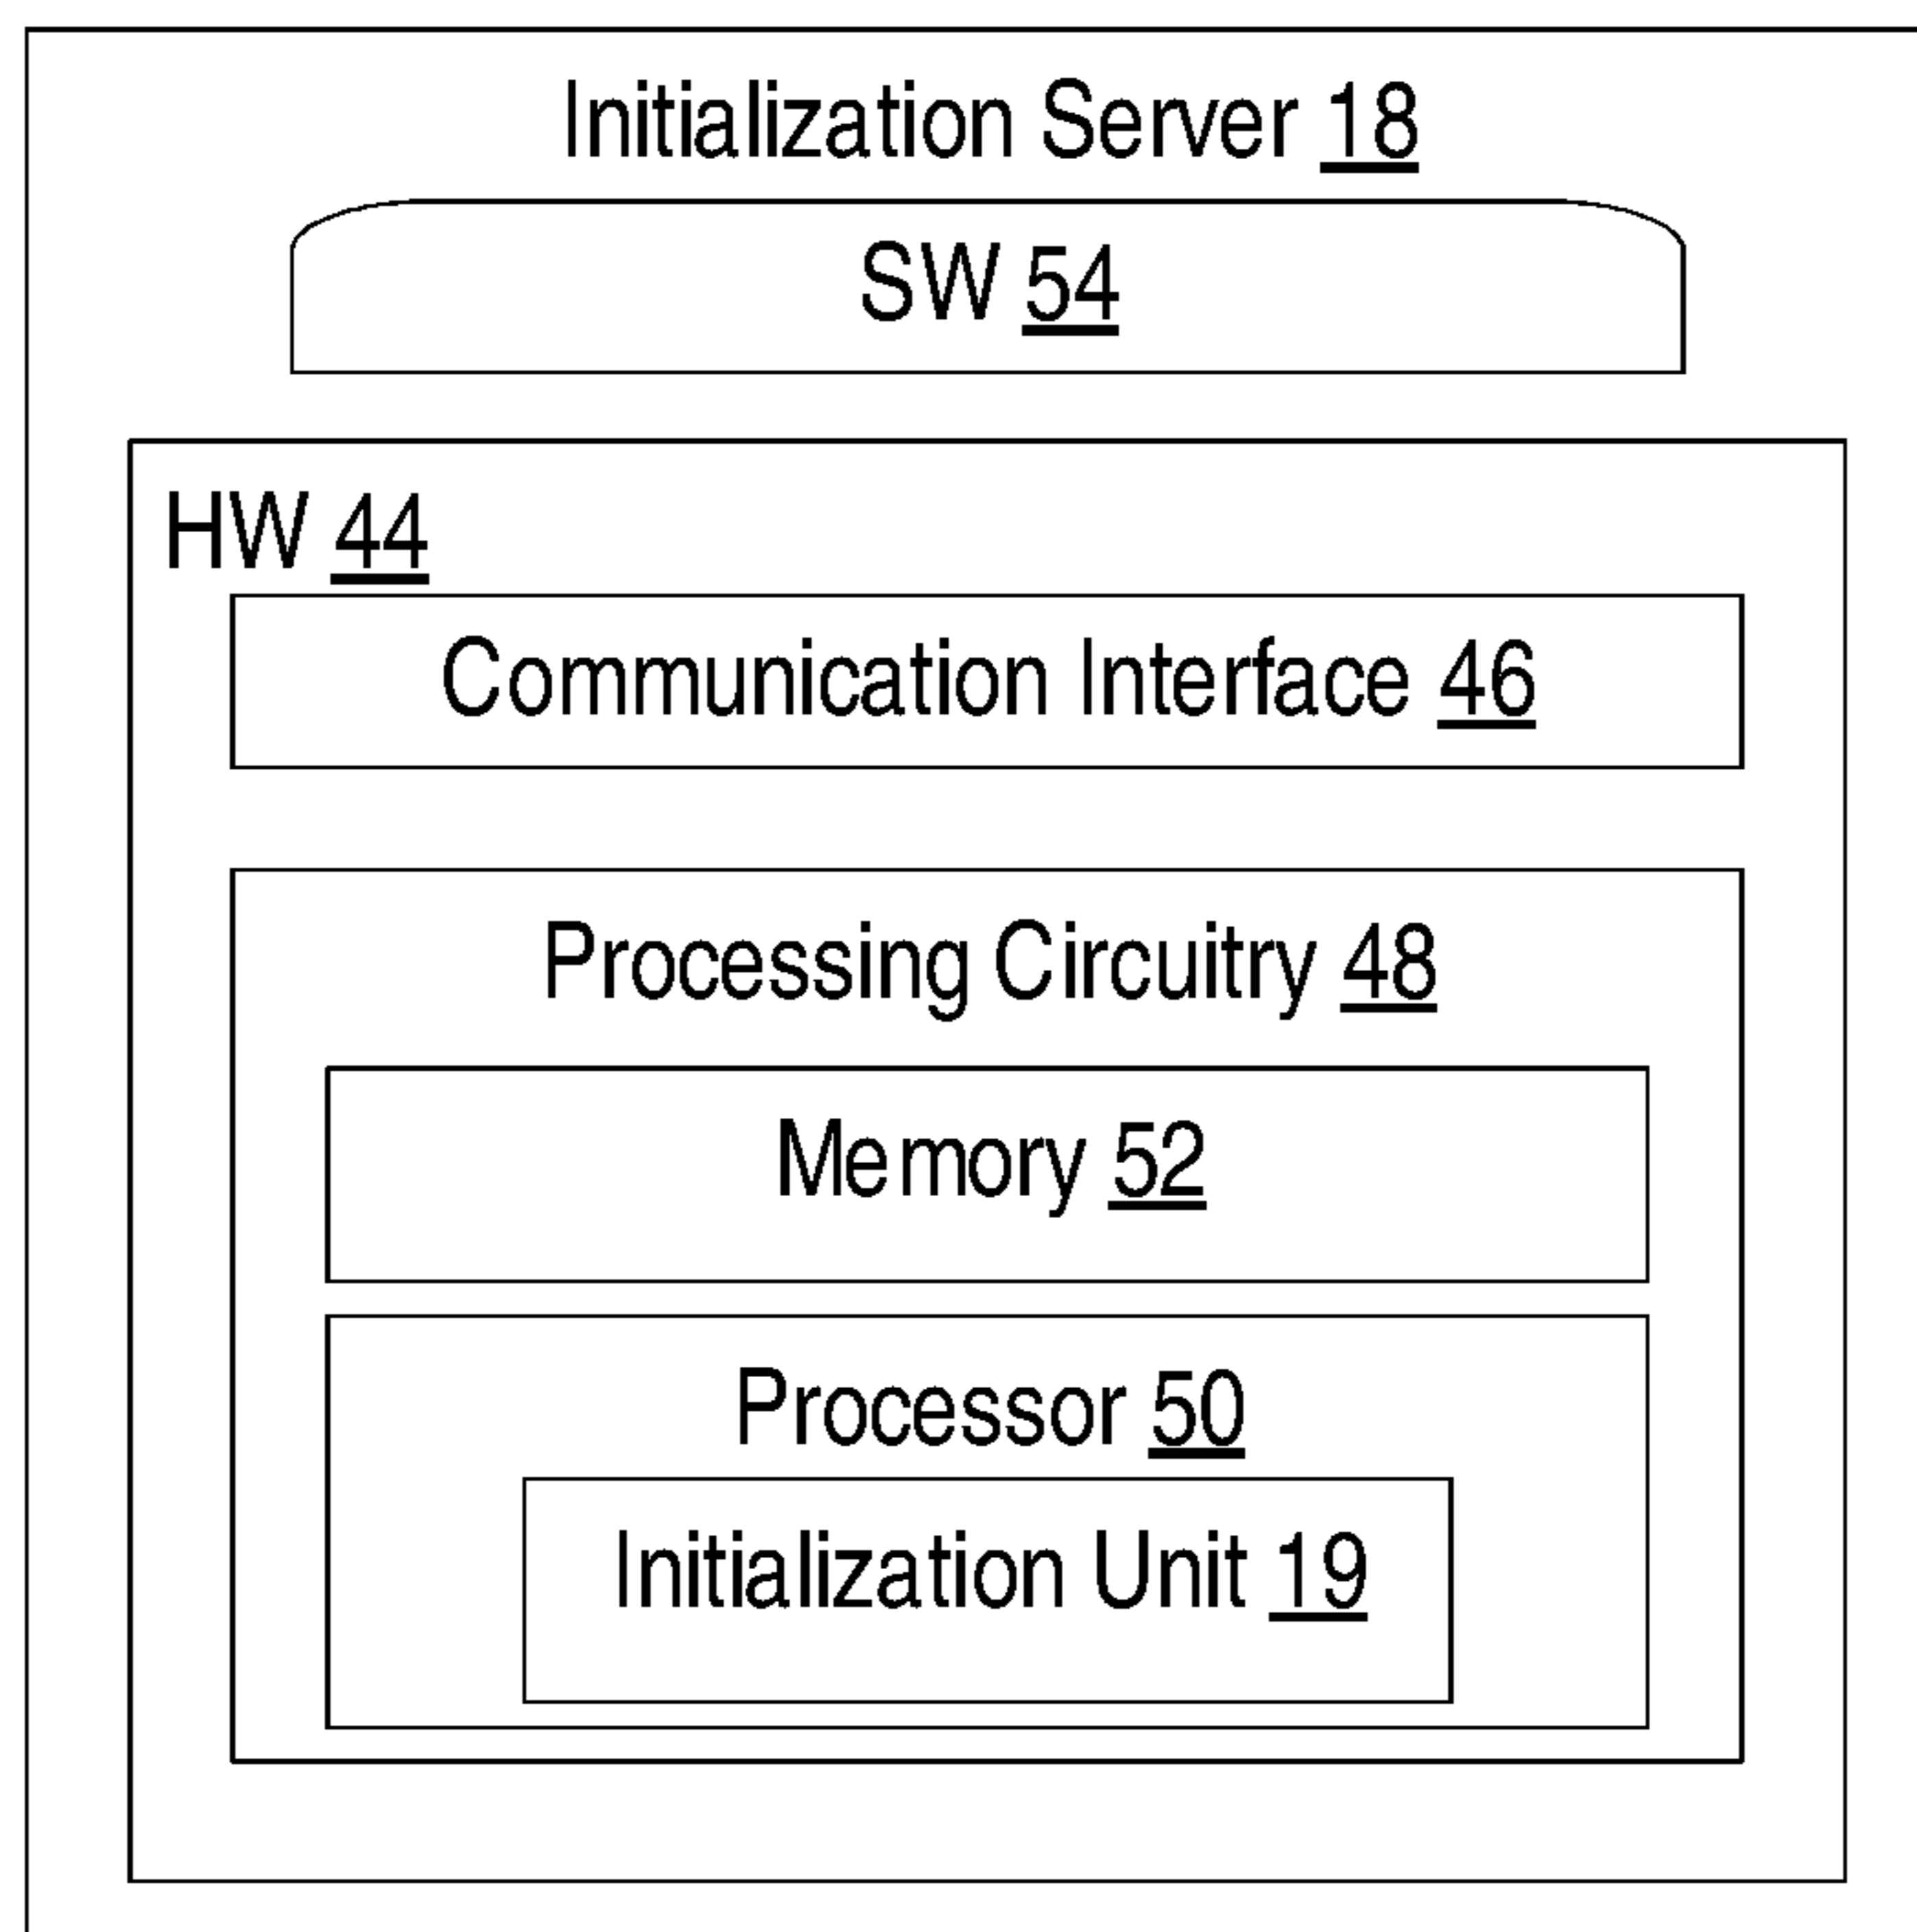 Initialization Server 18
SW 54
HW 44
Communication Interface 46
Processing Circuitry 48
Memory 52
Processor 50
Initialization Unit 19